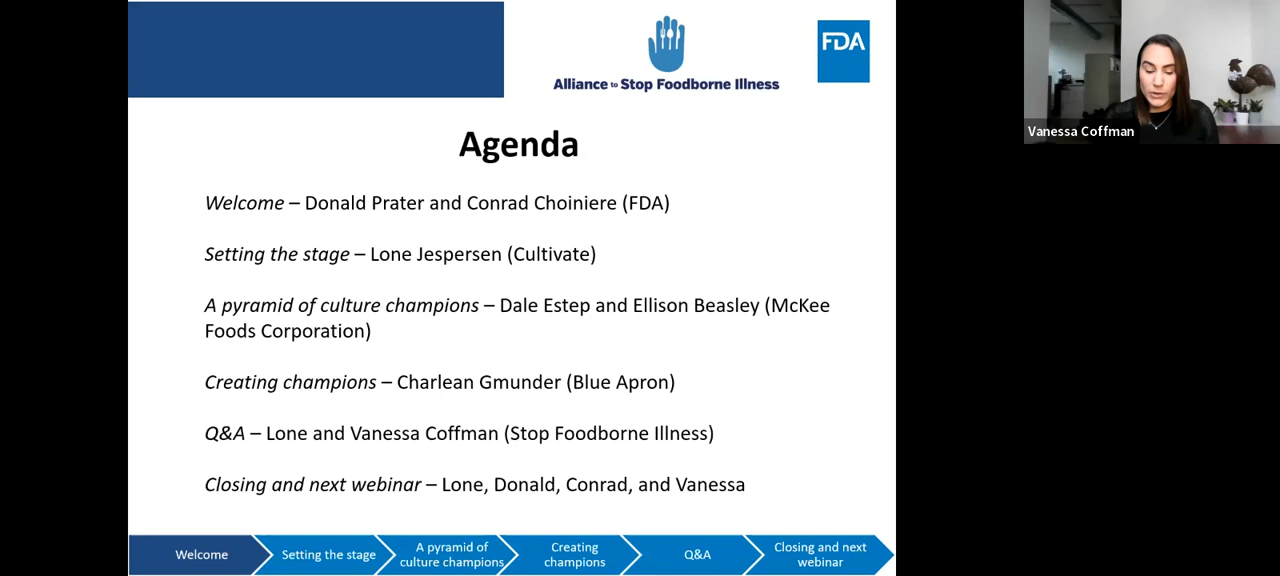 Alliance to Stop Foodborne Illness
FDA
Vanessa Coffman
Agenda
Welcome – Donald Prater and Conrad Choiniere (FDA)
Setting the stage – Lone Jespersen (Cultivate)
A pyramid of culture champions – Dale Estep and Ellison Beasley (McKee
Foods Corporation)
Creating champions – Charlean Gmunder (Blue Apron)
Q&A – Lone and Vanessa Coffman (Stop Foodborne Illness)
Closing and next webinar – Lone, Donald, Conrad, and Vanessa
Welcome
Setting the stage
A pyramid of
culture champions
Creating
champions
Q&A
Closing and next
webinar